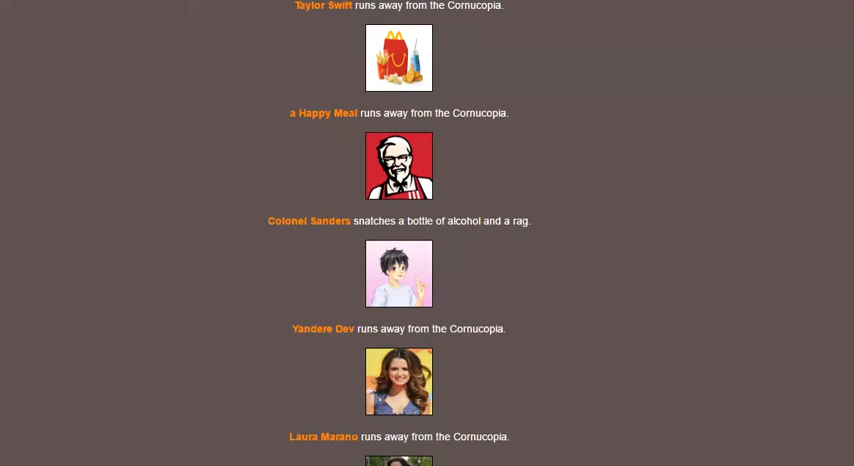 Taylor Swift runs away from the Cornucopia.
a Happy Meal runs away from the Cornucopia.
Colonel Sanders snatches a bottle of alcohol and a rag.
Yandere Dev runs away from the Cornucopia.
Laura Marano runs away from the Cornucopia.